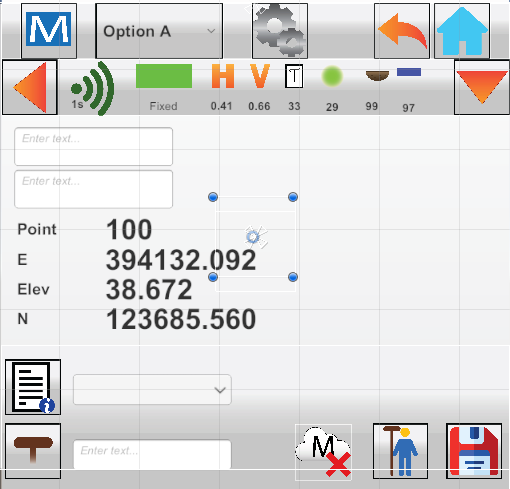 M
Option A
1s
Fixed
H
0.41
V
0.66
T
33
29
99
97
Enter text...
Enter text...
Point 100
E 394132.092
Elev 38.672
N 123685.560
i
Enter text...
M